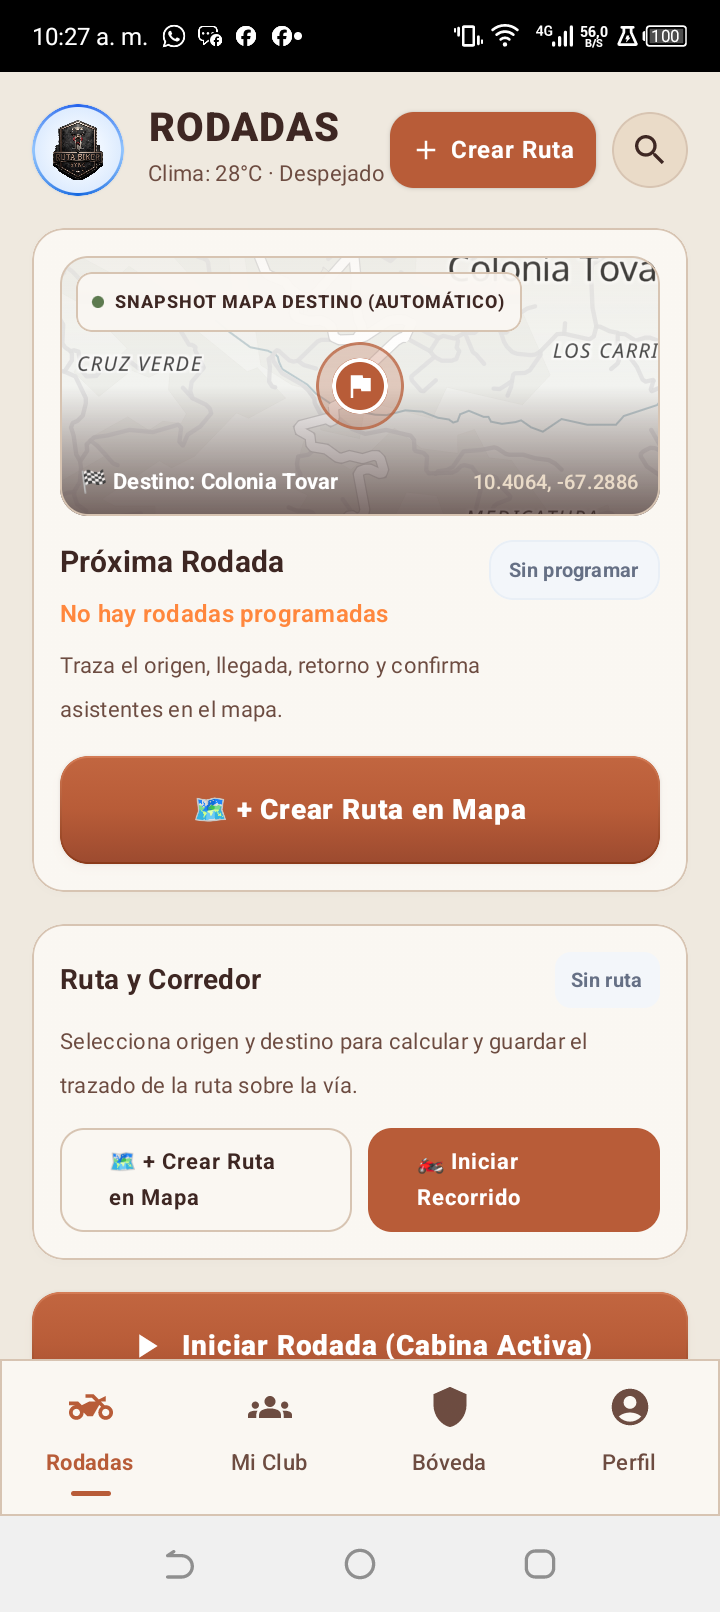 10:27 a. m.
4G
56,0
B/S
100
RODADAS
Clima: 28°C · Despejado
+ Crear Ruta
RUTA BIKER
Colonia Tova
SNAPSHOT MAPA DESTINO (AUTOMÁTICO)
CRUZ VERDE
LOS CARRI
🏁 Destino: Colonia Tovar
10.4064, -67.2886
MEDICATURA
Próxima Rodada
Sin programar
No hay rodadas programadas
Traza el origen, llegada, retorno y confirma
asistentes en el mapa.
🗺️ + Crear Ruta en Mapa
Ruta y Corredor
Sin ruta
Selecciona origen y destino para calcular y guardar el
trazado de la ruta sobre la vía.
🗺️ + Crear Ruta
en Mapa
🏍️ Iniciar
Recorrido
Iniciar Rodada (Cabina Activa)
Rodadas
Mi Club
Bóveda
Perfil